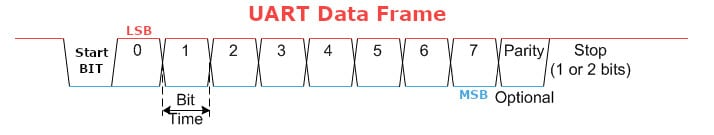 UART Data Frame
LSB
Start
BIT
0 1 2 3 4 5 6 7 Parity Stop
(1 or 2 bits)
Bit
Time
MSB Optional